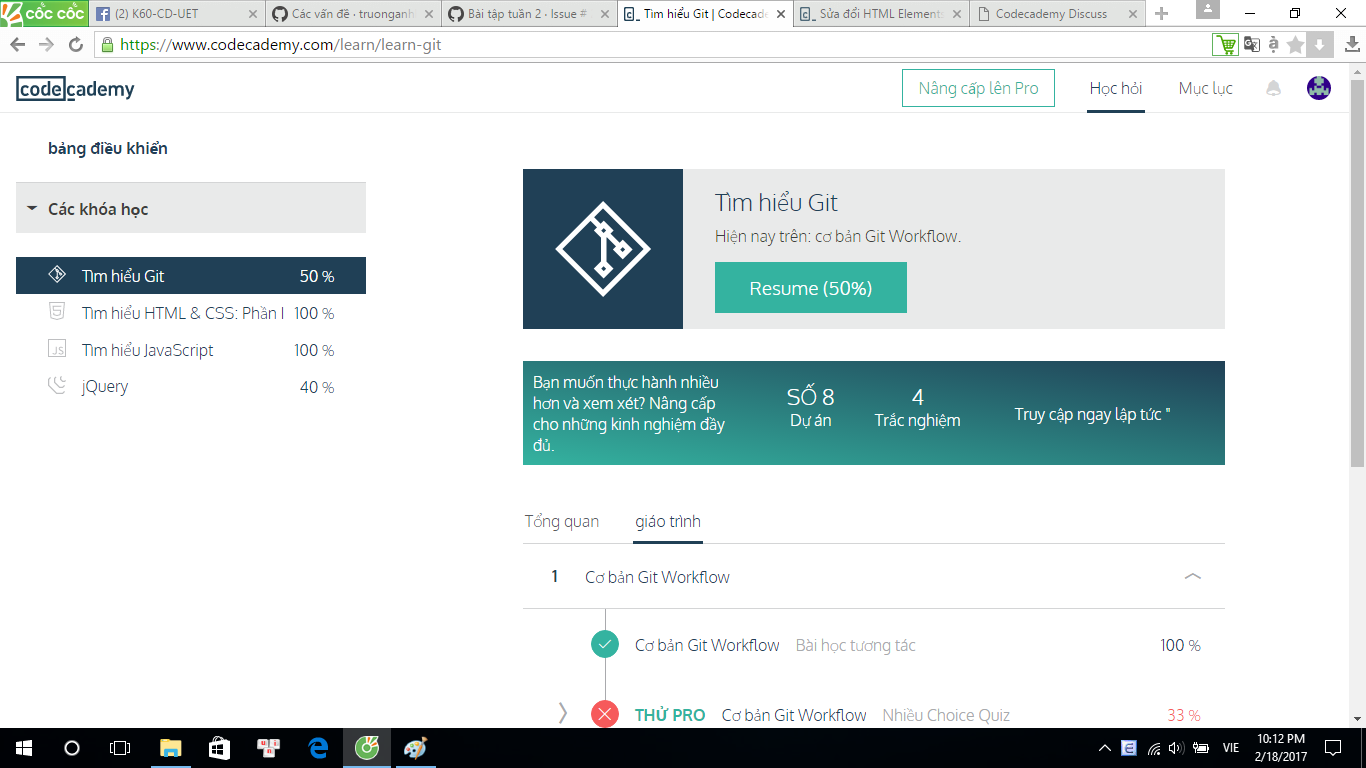 cốc cốc
(2) K60-CD-UET
Các vấn đề · truonganh
Bài tập tuần 2 · Issue #
Tìm hiểu Git | Codecade
Sửa đổi HTML Element
Codecademy Discuss
https://www.codecademy.com/learn/learn-git
codecademy
Nâng cấp lên Pro
Học hỏi
Mục lục
bảng điều khiển
Các khóa học
Tìm hiểu Git 50 %
Tìm hiểu HTML & CSS: Phần I 100 %
JS Tìm hiểu JavaScript 100 %
jQuery 40 %
Tìm hiểu Git
Hiện nay trên: cơ bản Git Workflow.
Resume (50%)
Bạn muốn thực hành nhiều
hơn và xem xét? Nâng cấp
cho những kinh nghiệm đầy
đủ.
SỐ 8
Dự án
4
Trắc nghiệm
Truy cập ngay lập tức "
Tổng quan
giáo trình
1 Cơ bản Git Workflow
Cơ bản Git Workflow Bài học tương tác 100 %
THỬ PRO Cơ bản Git Workflow Nhiều Choice Quiz 33 %
VIE
10:12 PM
2/18/2017